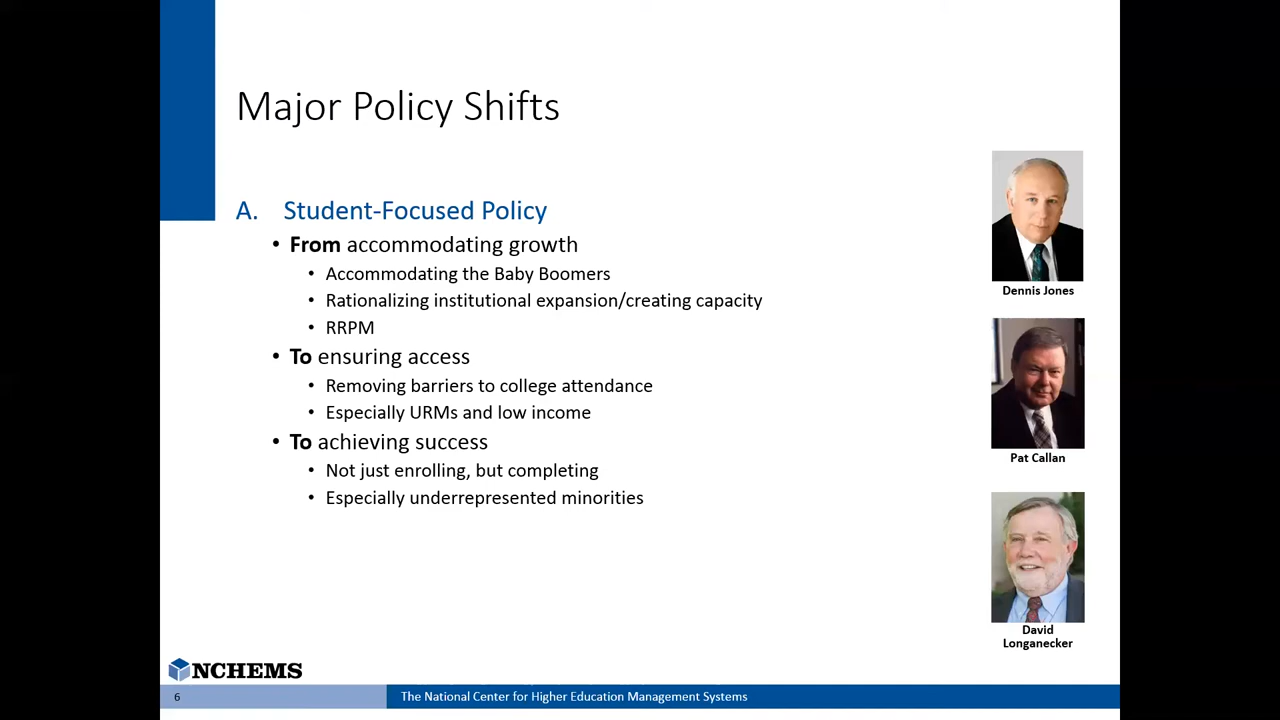 Major Policy Shifts
A. Student-Focused Policy
• From accommodating growth
• Accommodating the Baby Boomers
• Rationalizing institutional expansion/creating capacity
• RRPM
• To ensuring access
• Removing barriers to college attendance
• Especially URMs and low income
• To achieving success
• Not just enrolling, but completing
• Especially underrepresented minorities
Dennis Jones
Pat Callan
David
Longanecker
NCHEMS
6
The National Center for Higher Education Management Systems